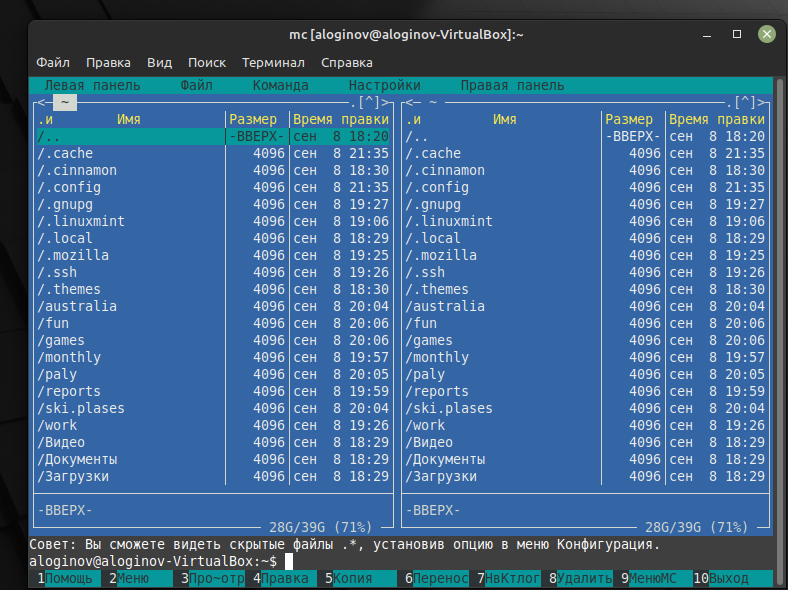 mc [aloginov@aloginov-VirtualBox]:~
Файл Правка Вид Поиск Терминал Справка
Левая панель Файл Команда Настройки Правая панель
<─ ~ ─.[^]> <─ ~ ─.[^]>
.и Имя Размер Время правки .и Имя Размер Время правки
/.. -ВВЕРХ- сен 8 18:20 /.. -ВВЕРХ- сен 8 18:20
/.cache 4096 сен 8 21:35 /.cache 4096 сен 8 21:35
/.cinnamon 4096 сен 8 18:30 /.cinnamon 4096 сен 8 18:30
/.config 4096 сен 8 21:35 /.config 4096 сен 8 21:35
/.gnupg 4096 сен 8 19:27 /.gnupg 4096 сен 8 19:27
/.linuxmint 4096 сен 8 19:06 /.linuxmint 4096 сен 8 19:06
/.local 4096 сен 8 18:29 /.local 4096 сен 8 18:29
/.mozilla 4096 сен 8 19:25 /.mozilla 4096 сен 8 19:25
/.ssh 4096 сен 8 19:26 /.ssh 4096 сен 8 19:26
/.themes 4096 сен 8 18:30 /.themes 4096 сен 8 18:30
/australia 4096 сен 8 20:04 /australia 4096 сен 8 20:04
/fun 4096 сен 8 20:06 /fun 4096 сен 8 20:06
/games 4096 сен 8 20:06 /games 4096 сен 8 20:06
/monthly 4096 сен 8 19:57 /monthly 4096 сен 8 19:57
/paly 4096 сен 8 20:05 /paly 4096 сен 8 20:05
/reports 4096 сен 8 19:59 /reports 4096 сен 8 19:59
/ski.plases 4096 сен 8 20:04 /ski.plases 4096 сен 8 20:04
/work 4096 сен 8 19:26 /work 4096 сен 8 19:26
/Видео 4096 сен 8 18:29 /Видео 4096 сен 8 18:29
/Документы 4096 сен 8 18:29 /Документы 4096 сен 8 18:29
/Загрузки 4096 сен 8 18:29 /Загрузки 4096 сен 8 18:29
-ВВЕРХ- -ВВЕРХ-
28G/39G (71%) 28G/39G (71%)
Совет: Вы сможете видеть скрытые файлы .*, установив опцию в меню Конфигурация.
aloginov@aloginov-VirtualBox:~$
1Помощь 2Меню 3Про~отр 4Правка 5Копия 6Перенос 7НвКтлог 8Удалить 9МенюМС 10Выход